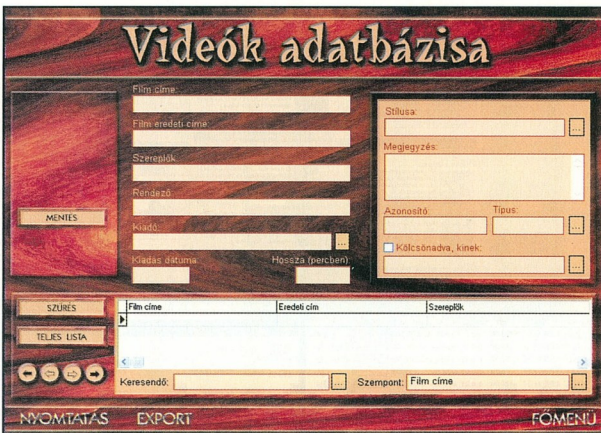 Videók adatbázisa
Film címe:
Film eredeti címe:
Szereplők
Rendező:
Kiadó:
Kiadás dátuma
Hossza (percben)
MENTÉS
Stílusa:
...
Megjegyzés:
Azonosító:
Típus:
...
Kölcsönadva, kinek:
...
...
SZŰRÉS
TELJES LISTA
Film címe
Eredeti cím
Szereplők
Keresendő:
...
Szempont: Film címe
...
NYOMTATÁS
EXPORT
FŐMENÜ